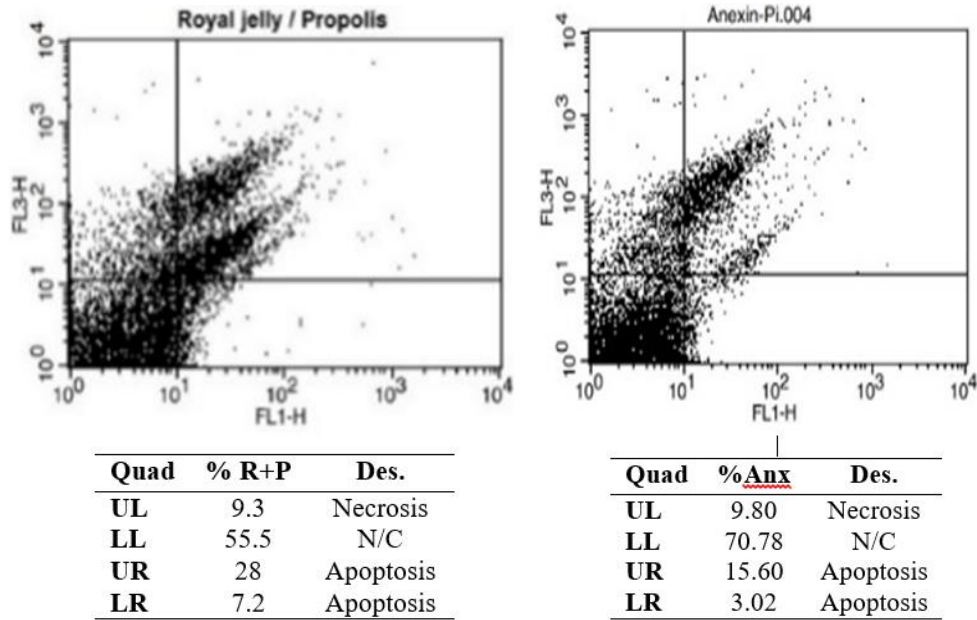 Royal jelly / Propolis
10^4
10^3
10^2
10^1
10^0
FL3-H
10^0 10^1 10^2 10^3 10^4
FL1-H
Quad % R+P Des.
UL 9.3 Necrosis
LL 55.5 N/C
UR 28 Apoptosis
LR 7.2 Apoptosis
Anexin-Pi.004
10^4
10^3
10^2
10^1
10^0
FL3-H
10^0 10^1 10^2 10^3 10^4
FL1-H
Quad %Anx Des.
UL 9.80 Necrosis
LL 70.78 N/C
UR 15.60 Apoptosis
LR 3.02 Apoptosis